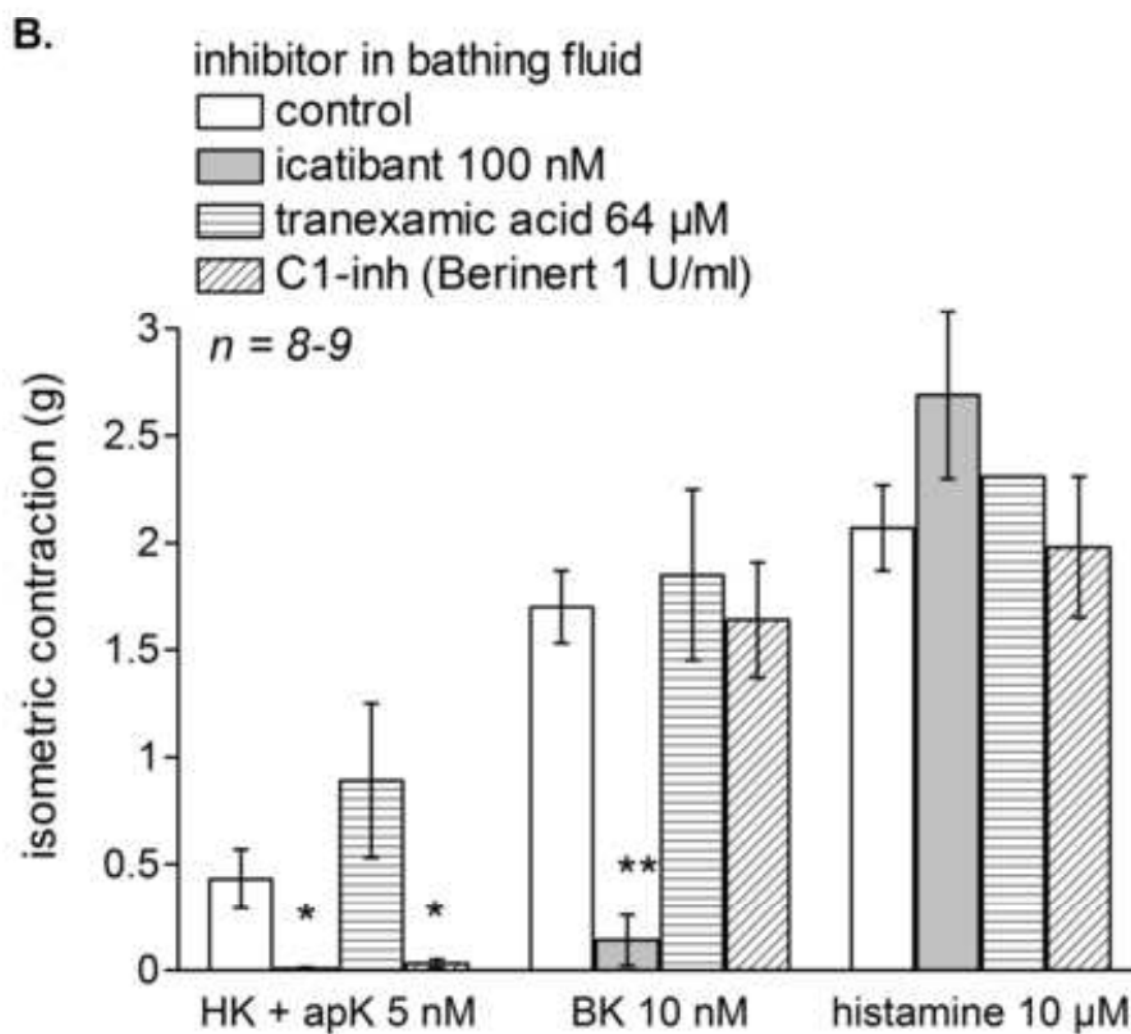 B.
inhibitor in bathing fluid
control
icatibant 100 nM
tranexamic acid 64 µM
C1-inh (Berinert 1 U/ml)
n = 8-9
isometric contraction (g)
3
2.5
2
1.5
1
0.5
0
*
*
**
HK + apK 5 nM
BK 10 nM
histamine 10 µM